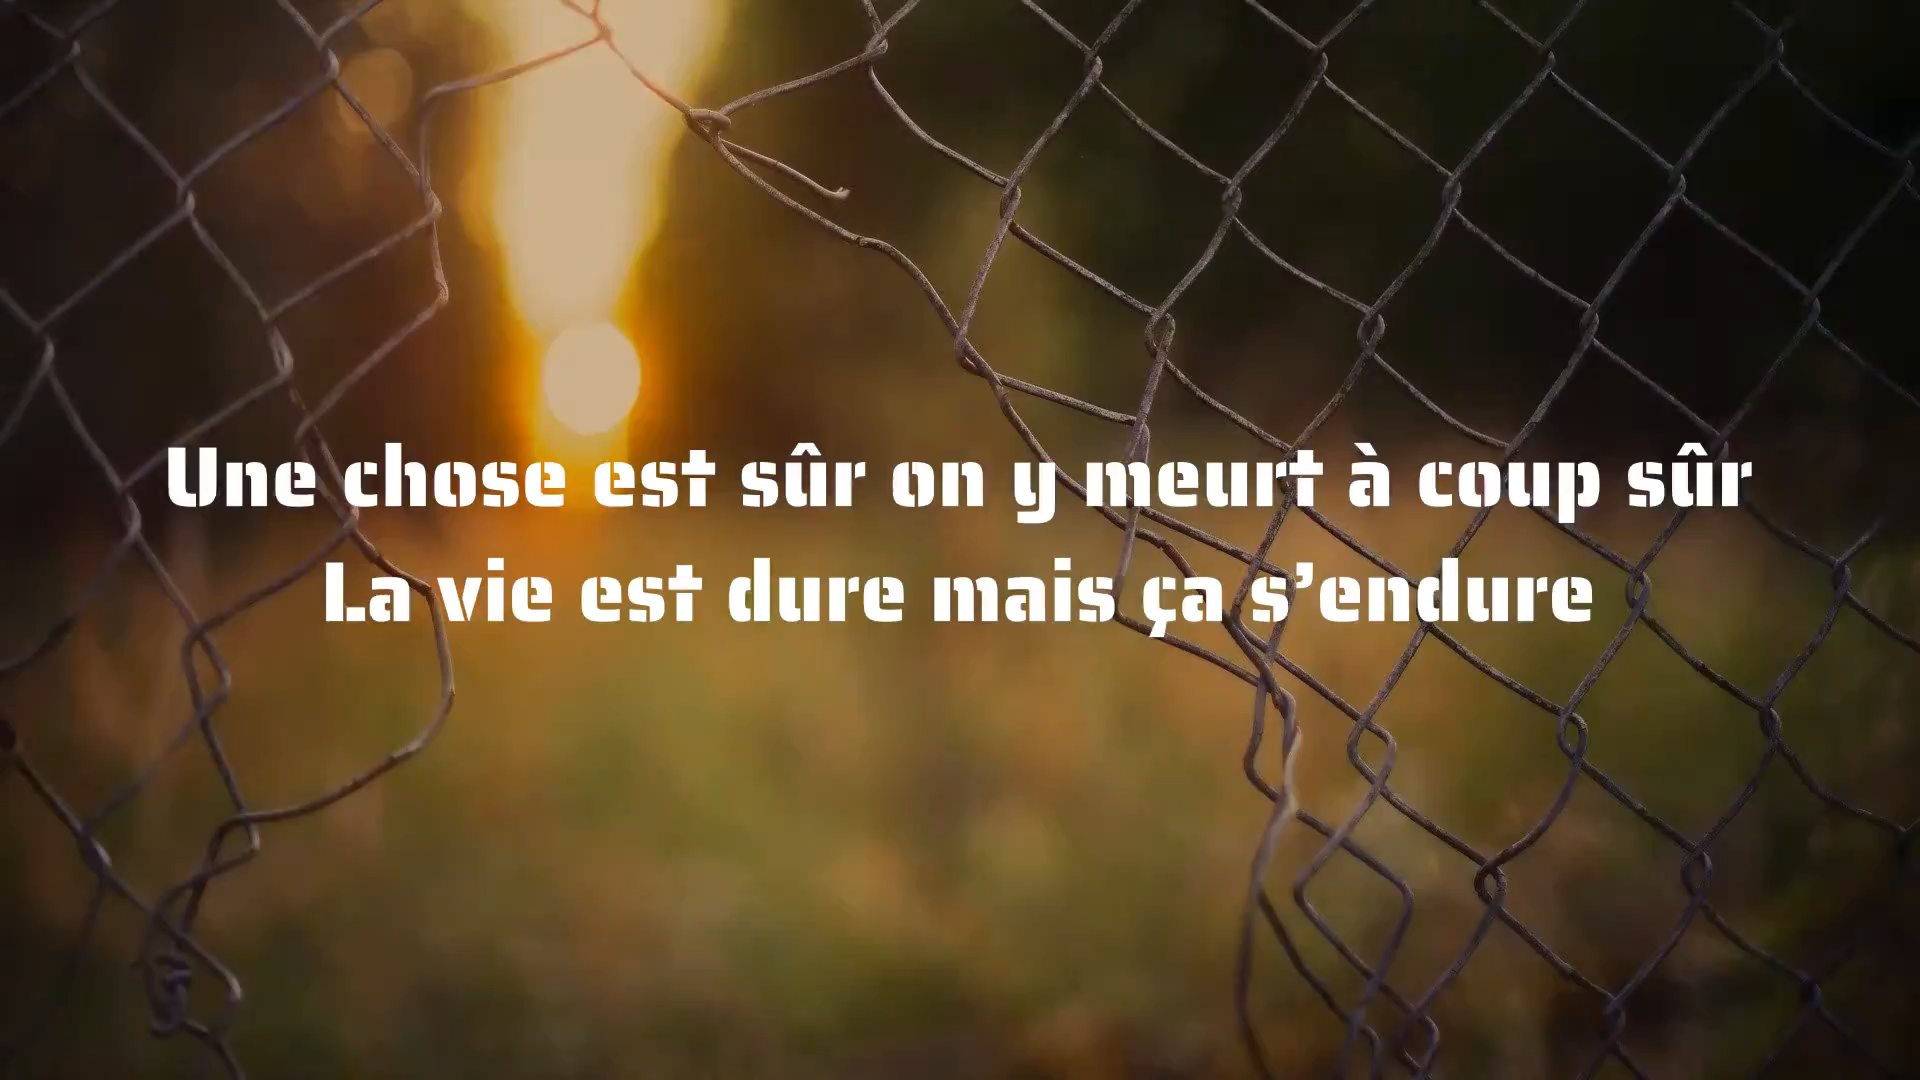 Une chose est sûr on y meurt à coup sûr
La vie est dure mais ça s’endure